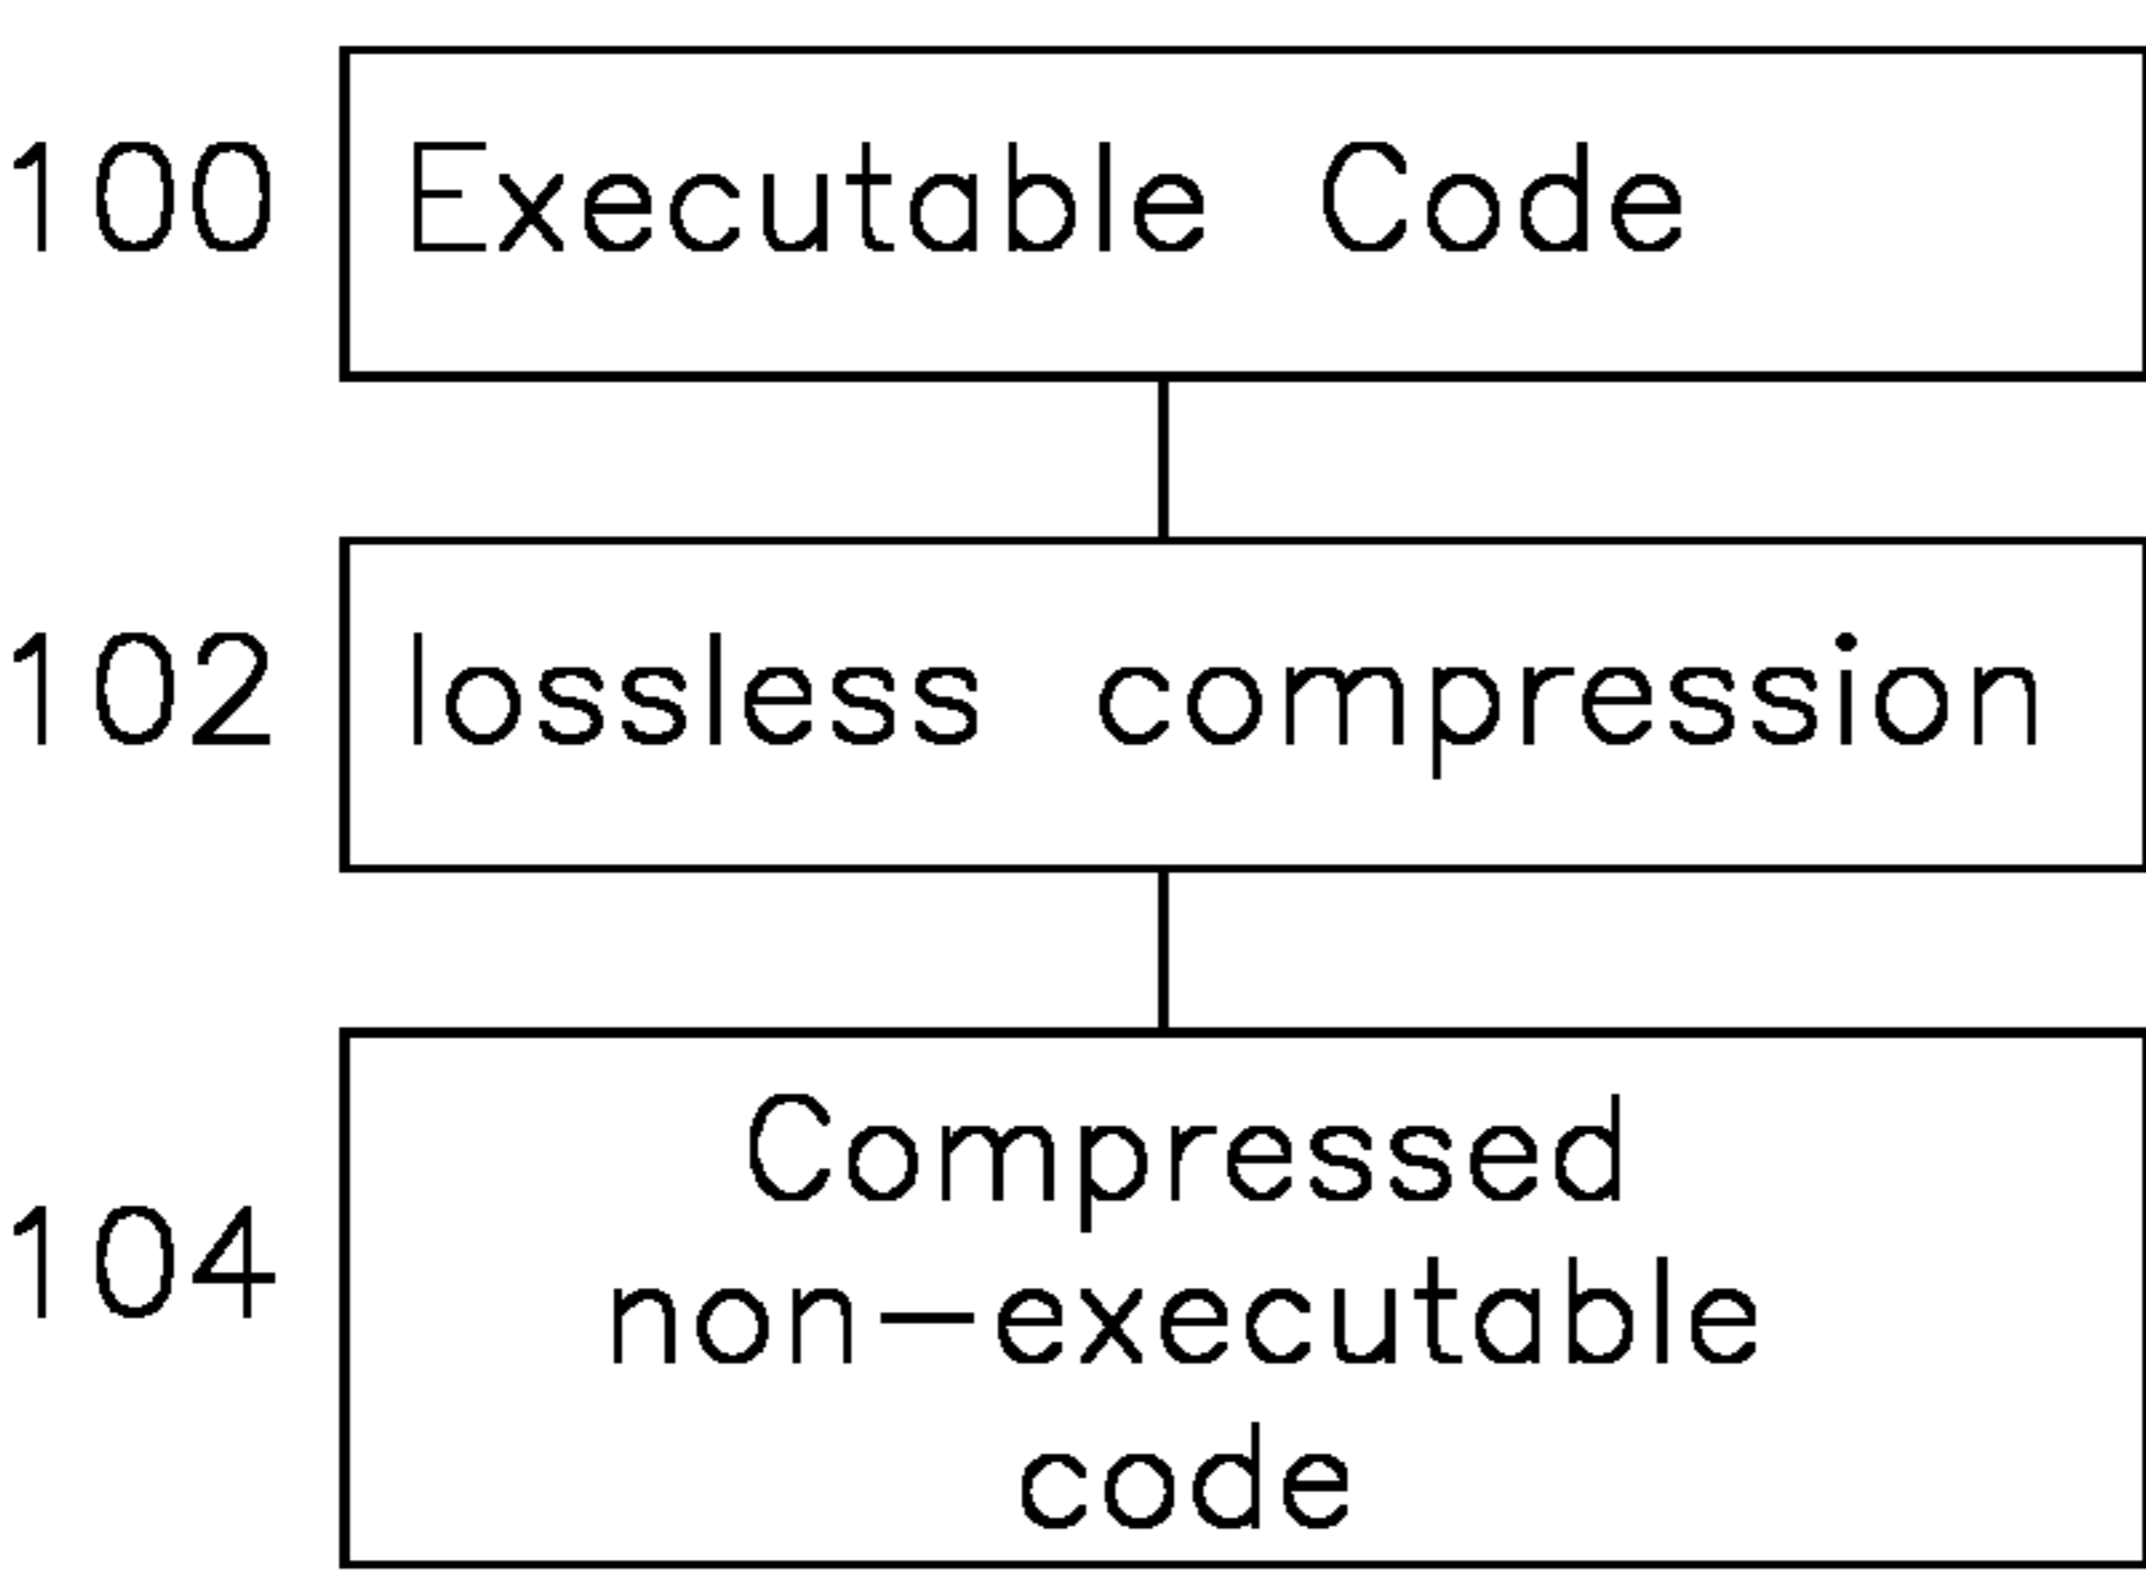 100 Executable Code
102 lossless compression
Compressed
104 non-executable
code